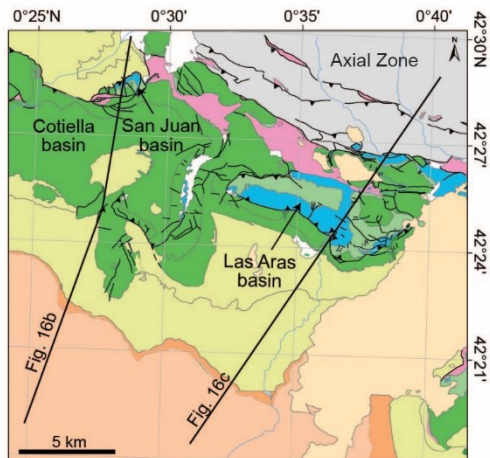 0°25'N
0°30'
0°35'
0°40'
42°30'N
N
Axial Zone
Cotiella
basin
San Juan
basin
42°27'
Las Aras
basin
42°24'
42°21'
Fig. 16b
Fig. 16c
5 km